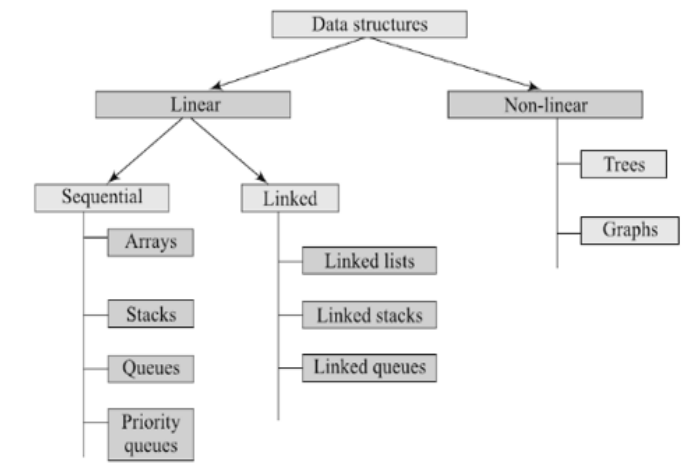 Data structures
Linear
Non-linear
Sequential
Linked
Trees
Graphs
Arrays
Stacks
Queues
Priority
queues
Linked lists
Linked stacks
Linked queues